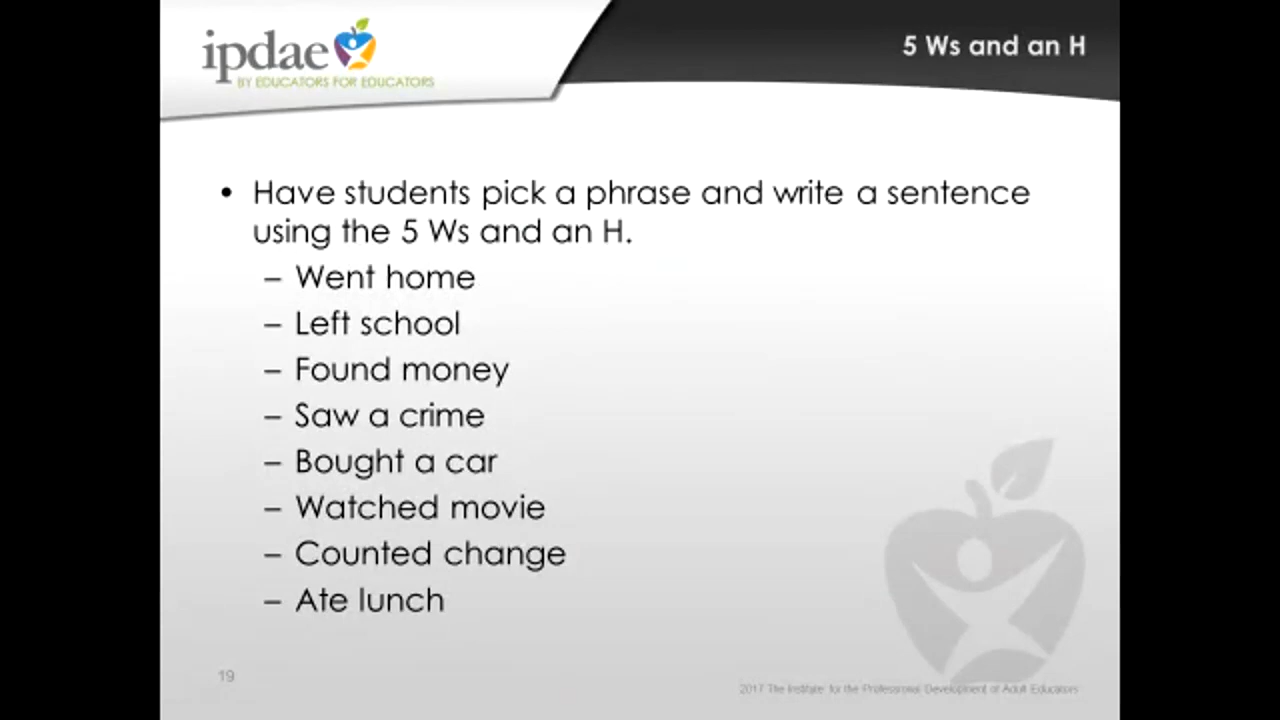 ipdae
BY EDUCATORS FOR EDUCATORS
5 Ws and an H
• Have students pick a phrase and write a sentence
using the 5 Ws and an H.
– Went home
– Left school
– Found money
– Saw a crime
– Bought a car
– Watched movie
– Counted change
– Ate lunch
19
2017 The Institute for the Professional Development of Adult Educators